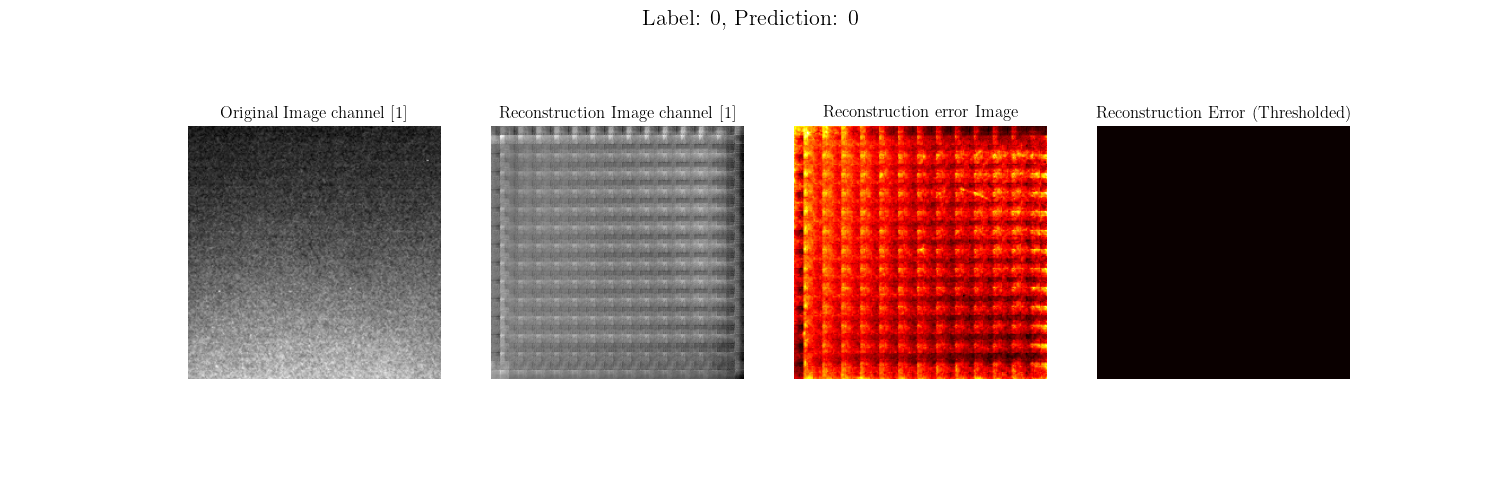 Label: 0, Prediction: 0
Original Image channel [1]
Reconstruction Image channel [1]
Reconstruction error Image
Reconstruction Error (Thresholded)